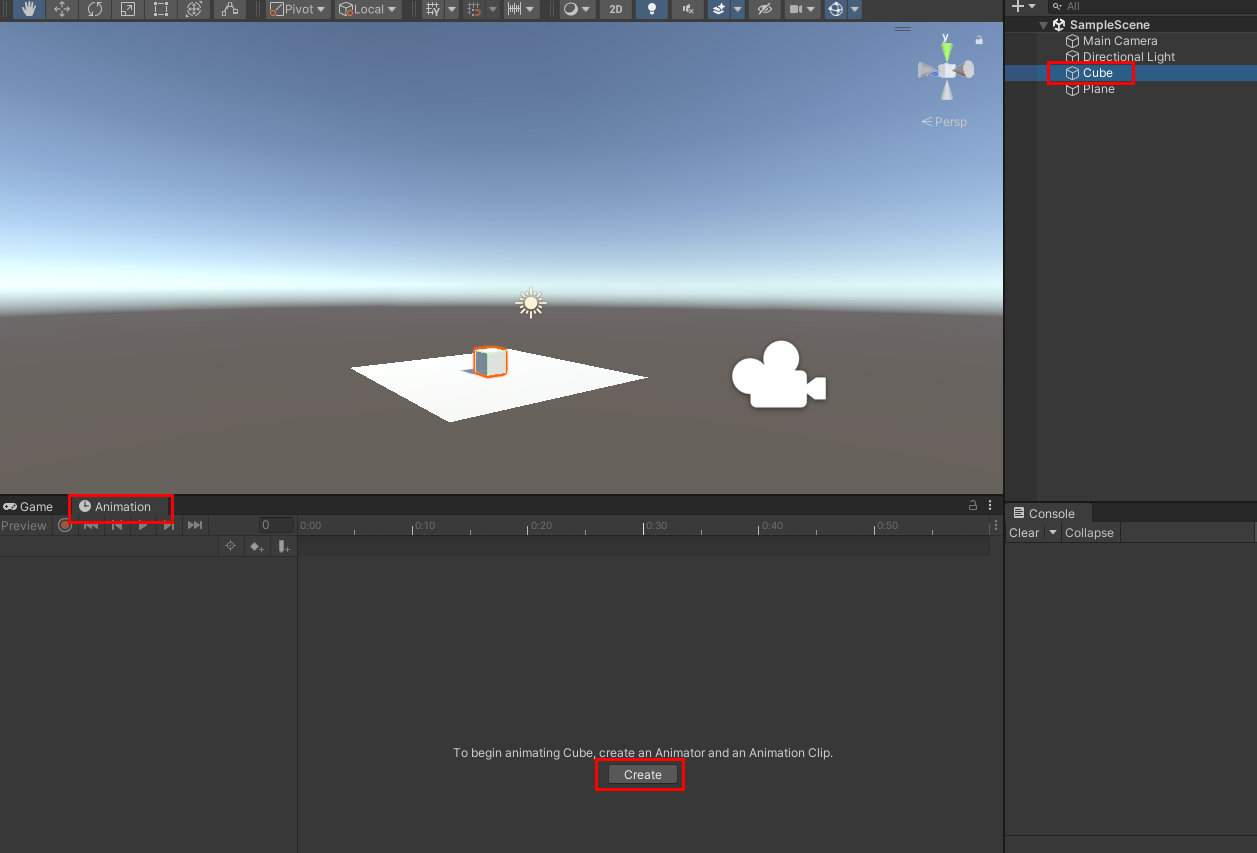 Pivot
Local
2D
All
SampleScene
Main Camera
Directional Light
Cube
Plane
y
Persp
Game
Animation
Preview
0
0:00
0:10
0:20
0:30
0:40
0:50
To begin animating Cube, create an Animator and an Animation Clip.
Create
Console
Clear
Collapse